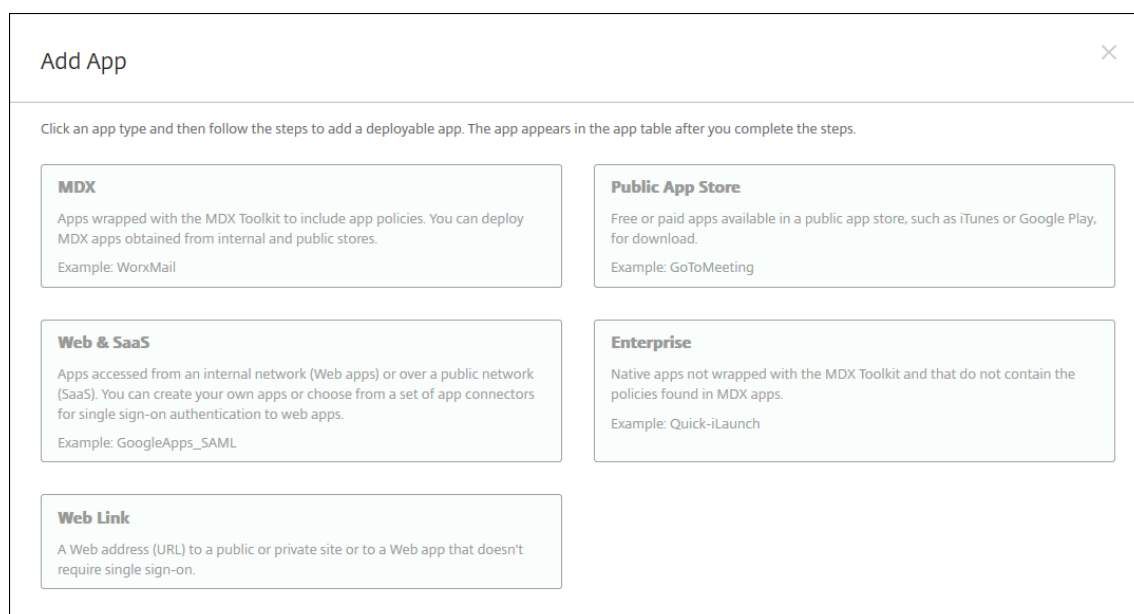 Add App
Click an app type and then follow the steps to add a deployable app. The app appears in the app table after you complete the steps.
MDX
Apps wrapped with the MDX Toolkit to include app policies. You can deploy
MDX apps obtained from internal and public stores.
Example: WorxMail
Public App Store
Free or paid apps available in a public app store, such as iTunes or Google Play,
for download.
Example: GoToMeeting
Web & SaaS
Apps accessed from an internal network (Web apps) or over a public network
(SaaS). You can create your own apps or choose from a set of app connectors
for single sign-on authentication to web apps.
Example: GoogleApps_SAML
Enterprise
Native apps not wrapped with the MDX Toolkit and that do not contain the
policies found in MDX apps.
Example: Quick-iLaunch
Web Link
A Web address (URL) to a public or private site or to a Web app that doesn't
require single sign-on.